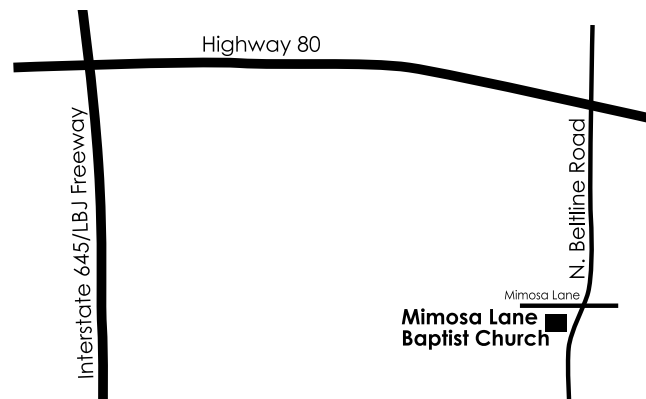 Highway 80
Interstate 645/LBJ Freeway
N. Beltline Road
Mimosa Lane
Mimosa Lane
Baptist Church